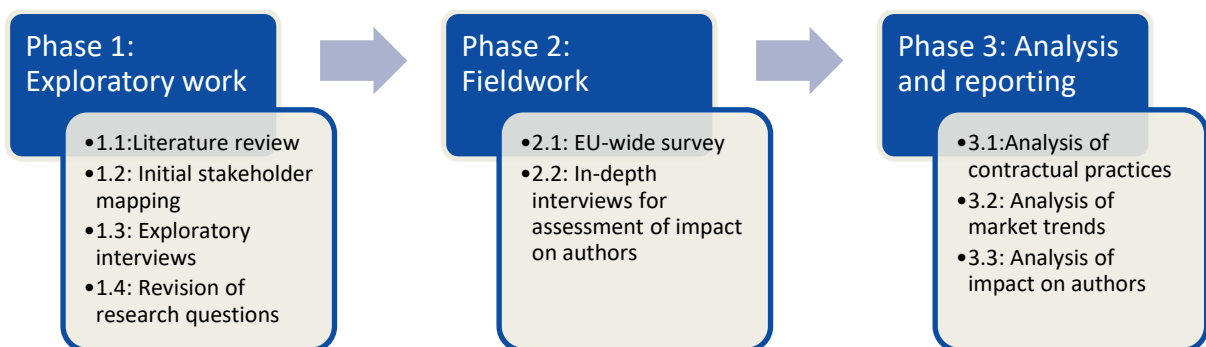 Phase 1:
Exploratory work
•1.1:Literature review
•1.2: Initial stakeholder
mapping
•1.3: Exploratory
interviews
•1.4: Revision of
research questions
Phase 2:
Fieldwork
•2.1: EU-wide survey
•2.2: In-depth
interviews for
assessment of impact
on authors
Phase 3: Analysis
and reporting
•3.1:Analysis of
contractual practices
•3.2: Analysis of
market trends
•3.3: Analysis of
impact on authors